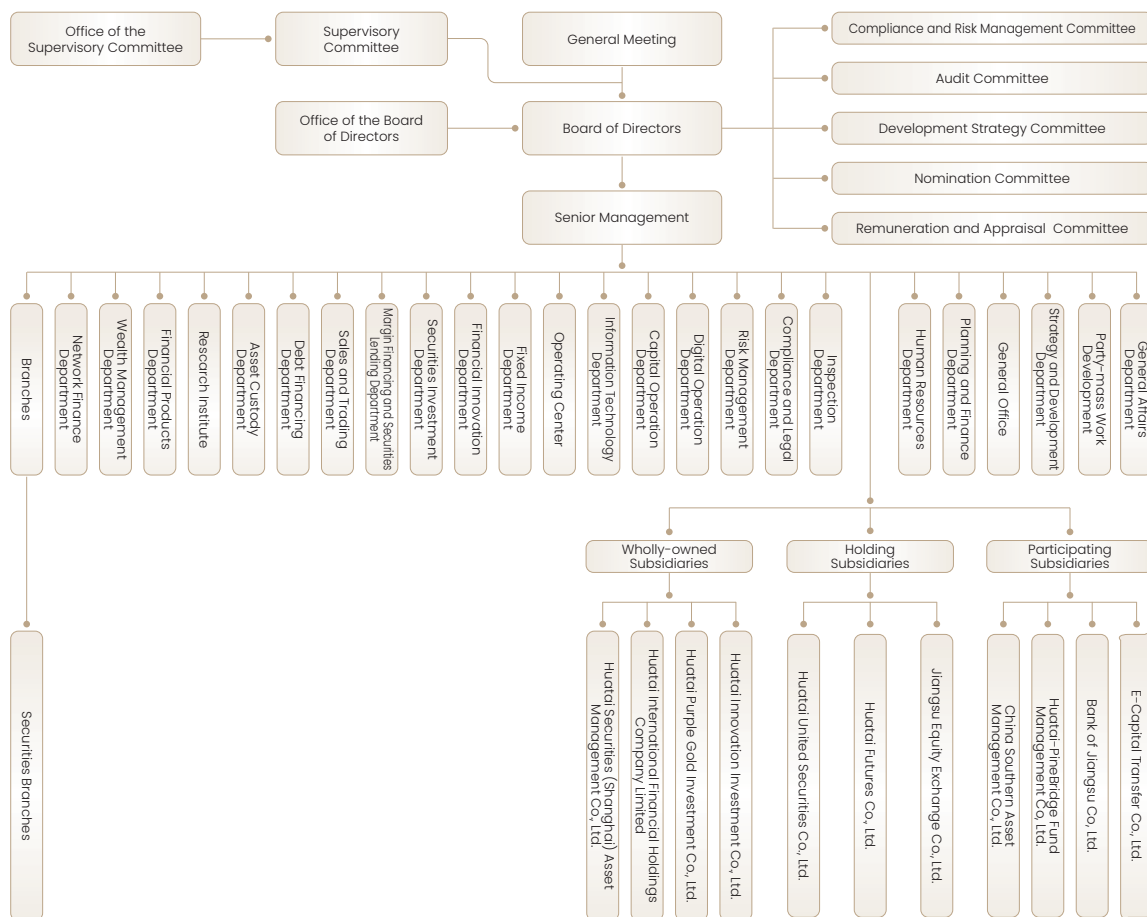 Office of the
Supervisory Committee
Supervisory
Committee
General Meeting
Compliance and Risk Management Committee
Audit Committee
Office of the Board
of Directors
Board of Directors
Development Strategy Committee
Nomination Committee
Senior Management
Remuneration and Appraisal Committee
Branches
Network Finance
Department
Wealth Management
Department
Financial Products
Department
Rescarch Institute
Asset Custody
Department
Debt Financing
Department
Sales and Trading
Department
Margin Financing and Securities
Lending Department
Securities Investment
Department
Financial Innovation
Department
Fixed Income
Department
Operating Center
Information Technology
Department
Capital Operation
Department
Digital Operation
Department
Risk Management
Department
Compliance and Legal
Department
Inspection
Department
Human Resources
Department
Planning and Finance
Department
General Office
Strategy and Development
Department
Party-mass Work
Development
General Affairs
Department
Wholly-owned
Subsidiaries
Holding
Subsidiaries
Participating
Subsidiaries
Securities Branches
Huatai Securities (Shanghai) Asset
Management Co., Ltd.
Huatai International Financial Holdings
Company Limited
Huatai Purple Gold Investment Co., Ltd.
Huatai Innovation Investment Co., Ltd.
Huatai United Securities Co., Ltd.
Huatai Futures Co., Ltd.
Jiangsu Equity Exchange Co., Ltd.
China Southern Asset
Management Co., Ltd.
Huatai-PineBridge Fund
Management Co., Ltd.
Bank of Jiangsu Co., Ltd.
E-Capital Transfer Co., Ltd.